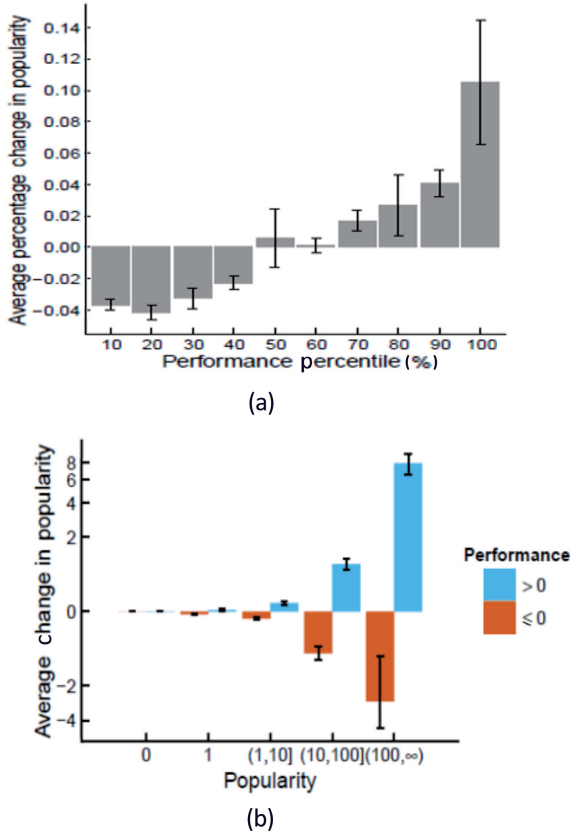 Average percentage change in popularity
0.14
0.12
0.10
0.08
0.06
0.04
0.02
0.00
−0.02
−0.04
10 20 30 40 50 60 70 80 90 100
Performance percentile (%)
(a)
Average change in popularity
8
6
4
2
0
−2
−4
0 1 (1,10] (10,100] (100,∞)
Popularity
Performance
> 0
⩽ 0
(b)